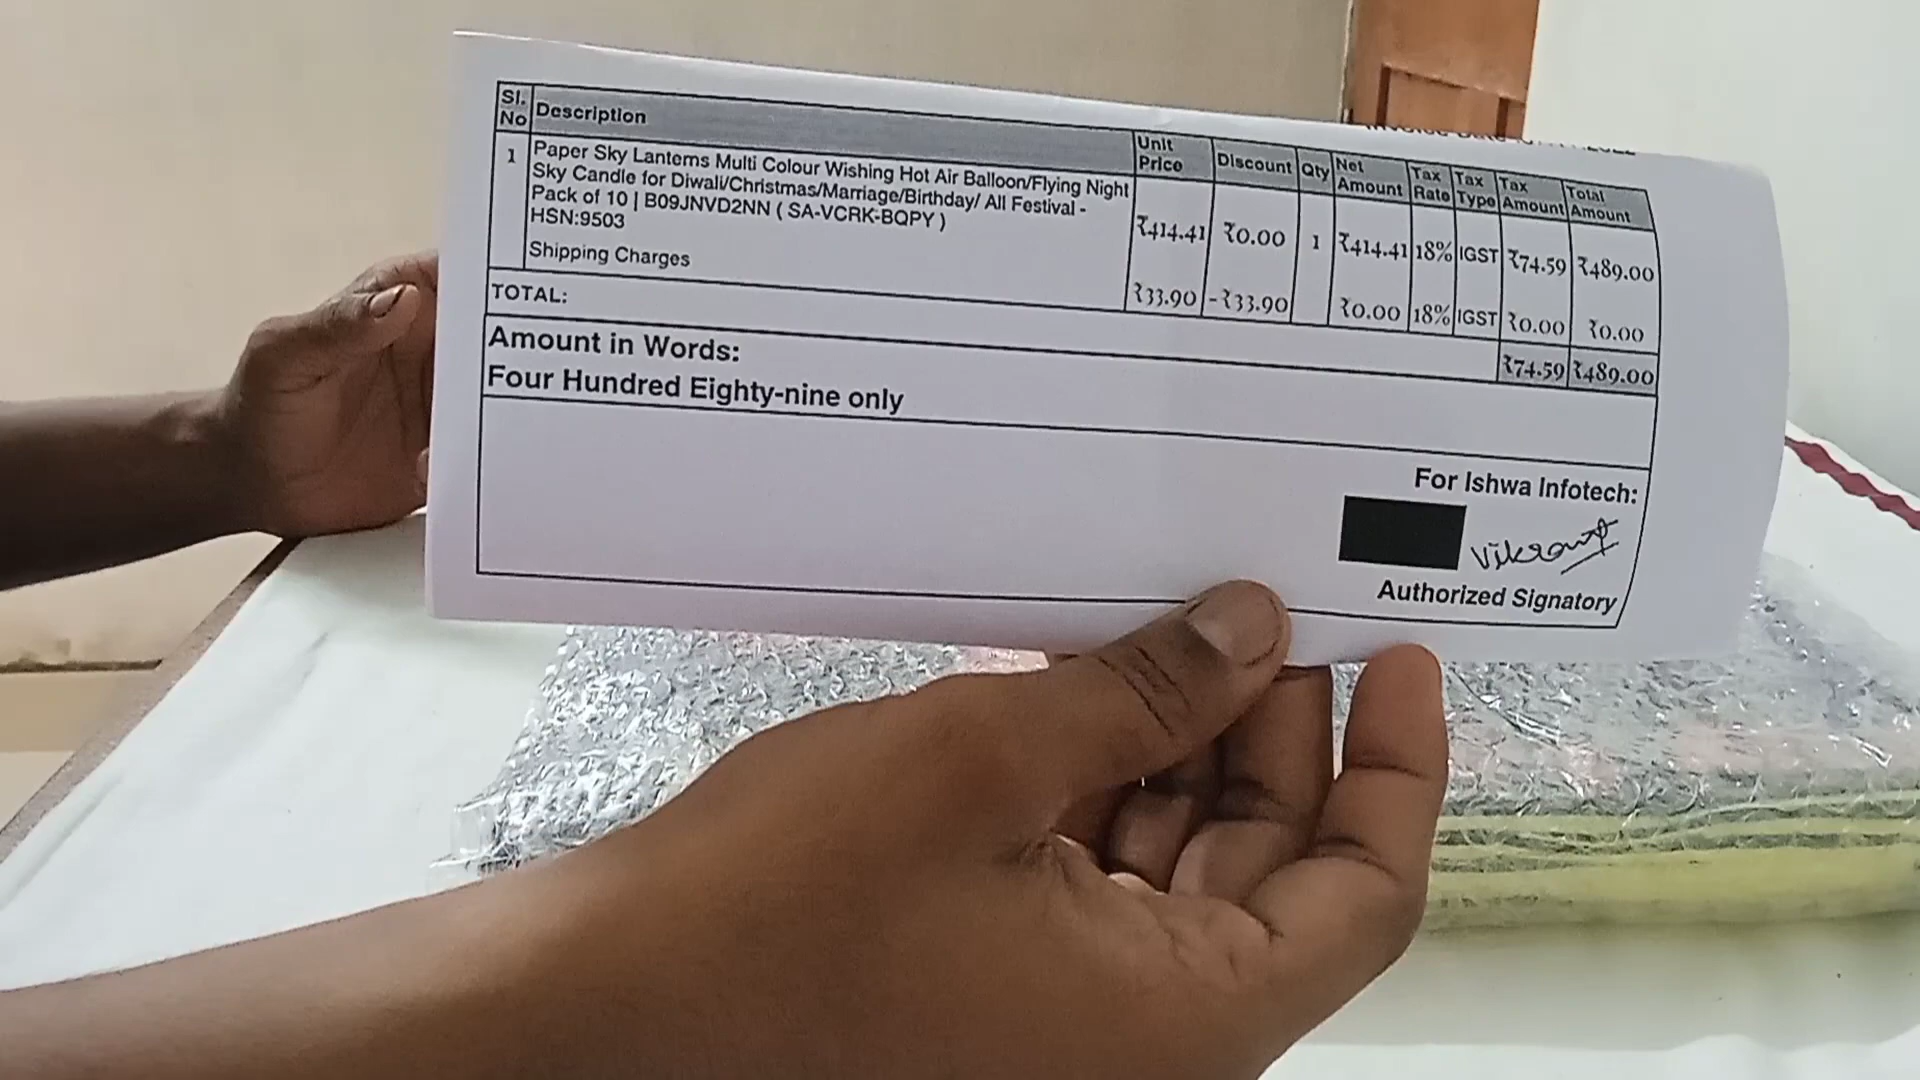 Sl. No Description Unit Price Discount Qty Net Amount Tax Rate Tax Type Tax Amount Total Amount
1 Paper Sky Lanterns Multi Colour Wishing Hot Air Balloon/Flying Night
Sky Candle for Diwali/Christmas/Marriage/Birthday/ All Festival -
Pack of 10 | B09JNVD2NN ( SA-VCRK-BQPY )
HSN:9503
₹414.41 ₹0.00 1 ₹414.41 18% IGST ₹74.59 ₹489.00
Shipping Charges ₹33.90 -₹33.90 ₹0.00 18% IGST ₹0.00 ₹0.00
TOTAL: ₹74.59 ₹489.00
Amount in Words:
Four Hundred Eighty-nine only
For Ishwa Infotech:
Vikrant
Authorized Signatory